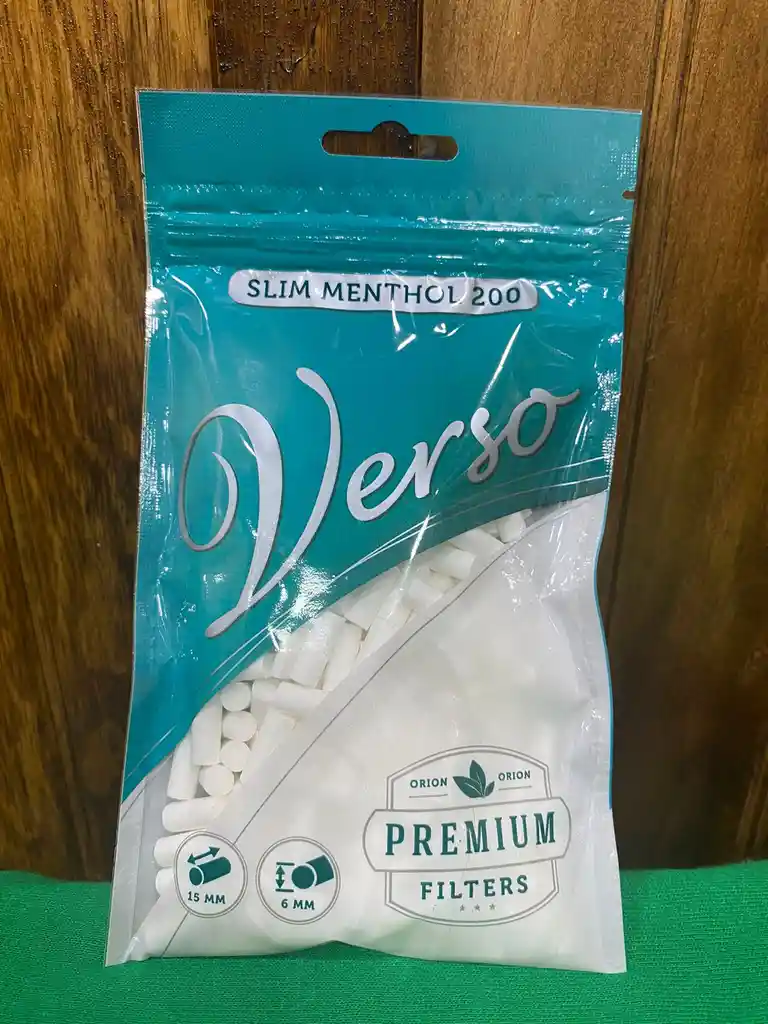 SLIM MENTHOL 200
Verso
ORION ORION
PREMIUM
FILTERS
15 MM
6 MM